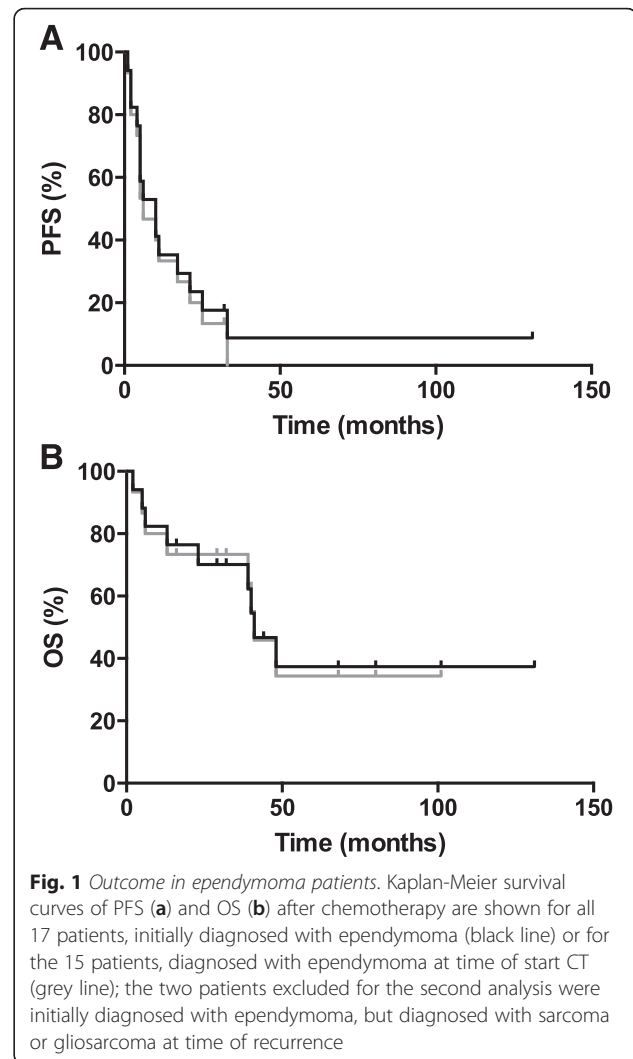 A
100
80
60
40
20
0
PFS (%)
0 50 100 150
Time (months)
B
100
80
60
40
20
0
OS (%)
0 50 100 150
Time (months)
Fig. 1 Outcome in ependymoma patients. Kaplan-Meier survival
curves of PFS (a) and OS (b) after chemotherapy are shown for all
17 patients, initially diagnosed with ependymoma (black line) or for
the 15 patients, diagnosed with ependymoma at time of start CT
(grey line); the two patients excluded for the second analysis were
initially diagnosed with ependymoma, but diagnosed with sarcoma
or gliosarcoma at time of recurrence